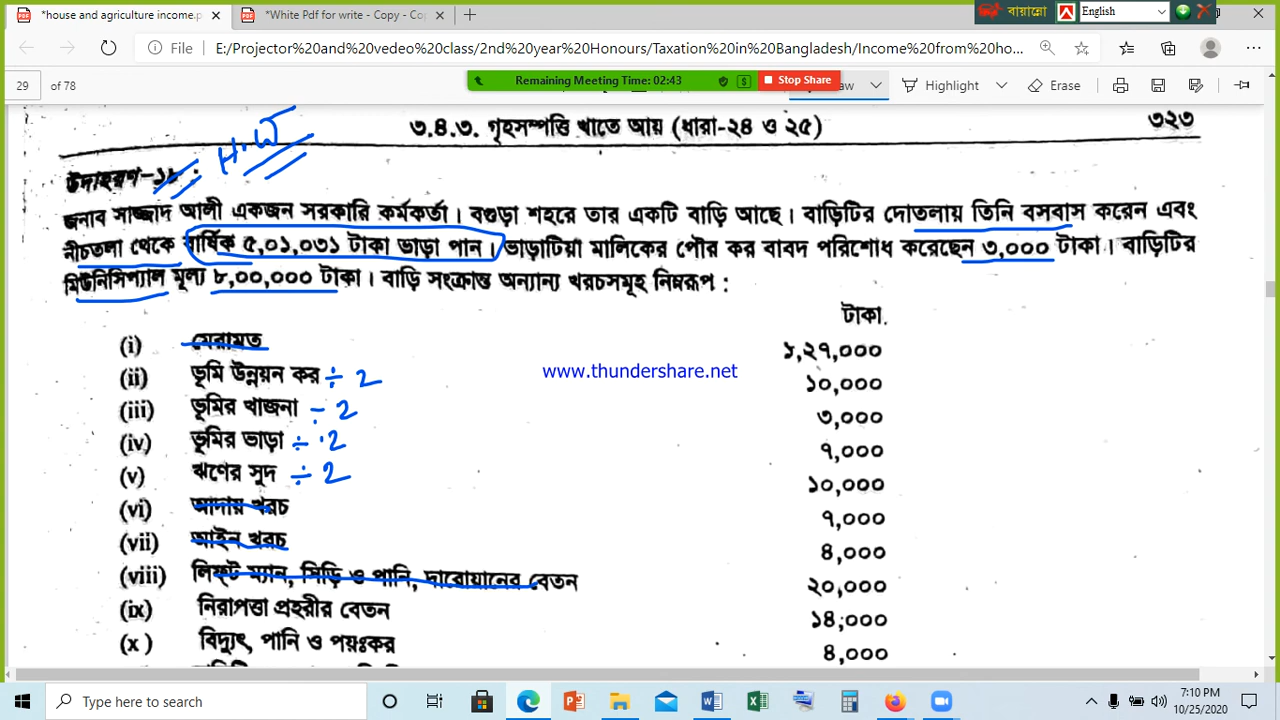 *house and agriculture income.p
*White Pdf for write - Copy - Cop
বায়ান্নো
English
File
E:/Projector%20and%20vedeo%20class/2nd%20year%20Honours/Taxation%20in%20Bangladesh/Income%20from%20ho...
29 of 78
Remaining Meeting Time: 02:43
Stop Share
Highlight
Erase
৩.৪.৩. গৃহসম্পত্তি খাতে আয় (ধারা-২৪ ও ২৫)
৩২৩
H.W
উদাহরণ-১১ :
জনাব সাজ্জাদ আলী একজন সরকারি কর্মকর্তা। বগুড়া শহরে তার একটি বাড়ি আছে। বাড়িটির দোতলায় তিনি বসবাস করেন এবং
নীচতলা থেকে বার্ষিক ৫,০১,০৩১ টাকা ভাড়া পান। ভাড়াটিয়া মালিকের পৌর কর বাবদ পরিশোধ করেছেন ৩,০০০ টাকা। বাড়িটির
মিউনিসিপ্যাল মূল্য ৮,০০,০০০ টাকা। বাড়ি সংক্রান্ত অন্যান্য খরচসমূহ নিম্নরূপ :
টাকা
(i) মেরামত ১,২৭,০০০
(ii) ভূমি উন্নয়ন কর ÷ 2 ১০,০০০
(iii) ভূমির খাজনা ÷ 2 ৩,০০০
(iv) ভূমির ভাড়া ÷ 2 ৭,০০০
(v) ঋণের সুদ ÷ 2 ১০,০০০
(vi) আদায় খরচ ৭,০০০
(vii) আইন খরচ ৪,০০০
(viii) লিফ্ট ম্যান, সিড়ি ও পানি, দারোয়ানের বেতন ২০,০০০
(ix) নিরাপত্তা প্রহরীর বেতন ১৪,০০০
(x) বিদ্যুৎ, পানি ও পয়ঃকর ৪,০০০
www.thundershare.net
Type here to search
7:10 PM
10/25/2020